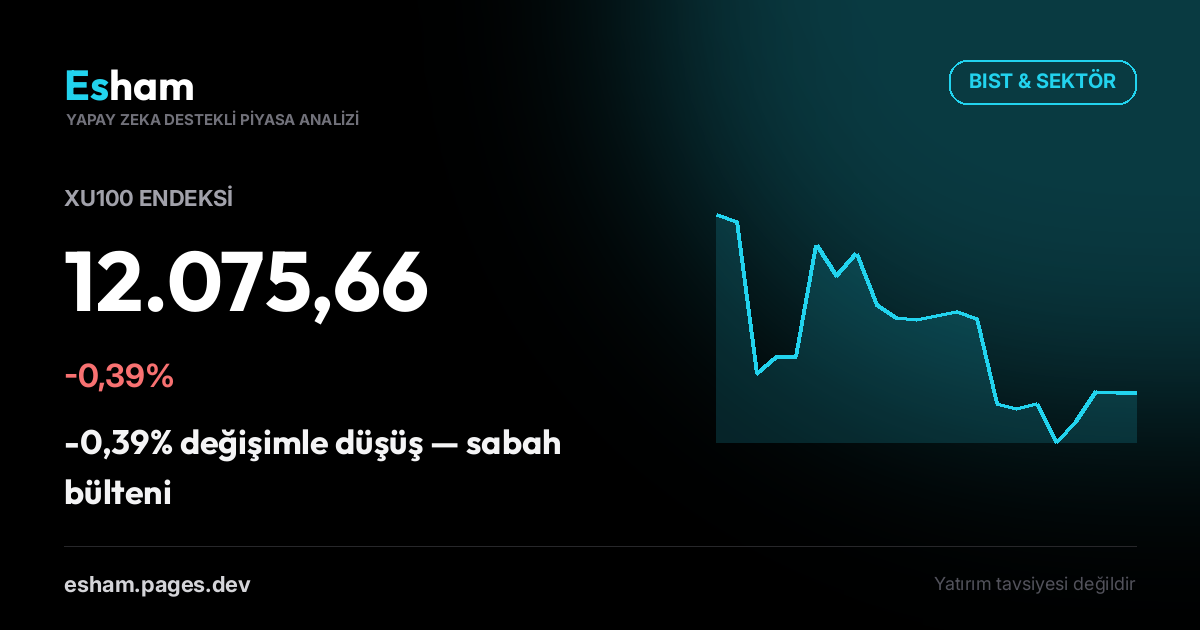 Esham
YAPAY ZEKA DESTEKLİ PİYASA ANALİZİ
BIST & SEKTÖR
XU100 ENDEKSİ
12.075,66
-0,39%
-0,39% değişimle düşüş — sabah
bülteni
esham.pages.dev
Yatırım tavsiyesi değildir